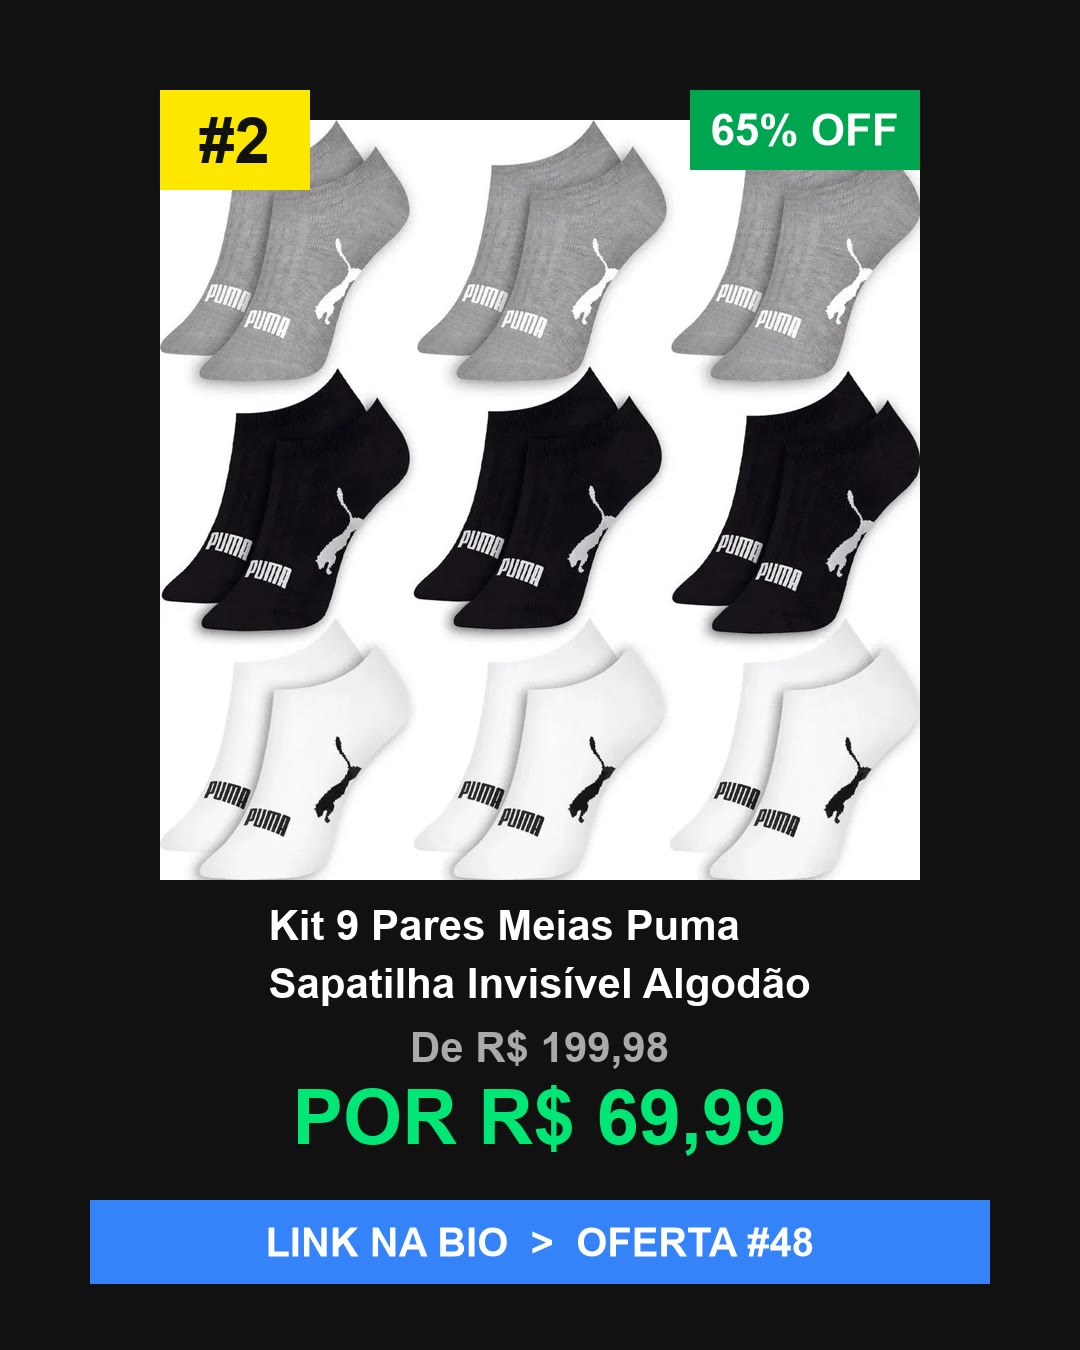 #2
65% OFF
PUMA PUMA PUMA PUMA PUMA PUMA
PUMA PUMA PUMA PUMA PUMA PUMA
PUMA PUMA PUMA PUMA PUMA PUMA
Kit 9 Pares Meias Puma
Sapatilha Invisível Algodão
De R$ 199,98
POR R$ 69,99
LINK NA BIO > OFERTA #48